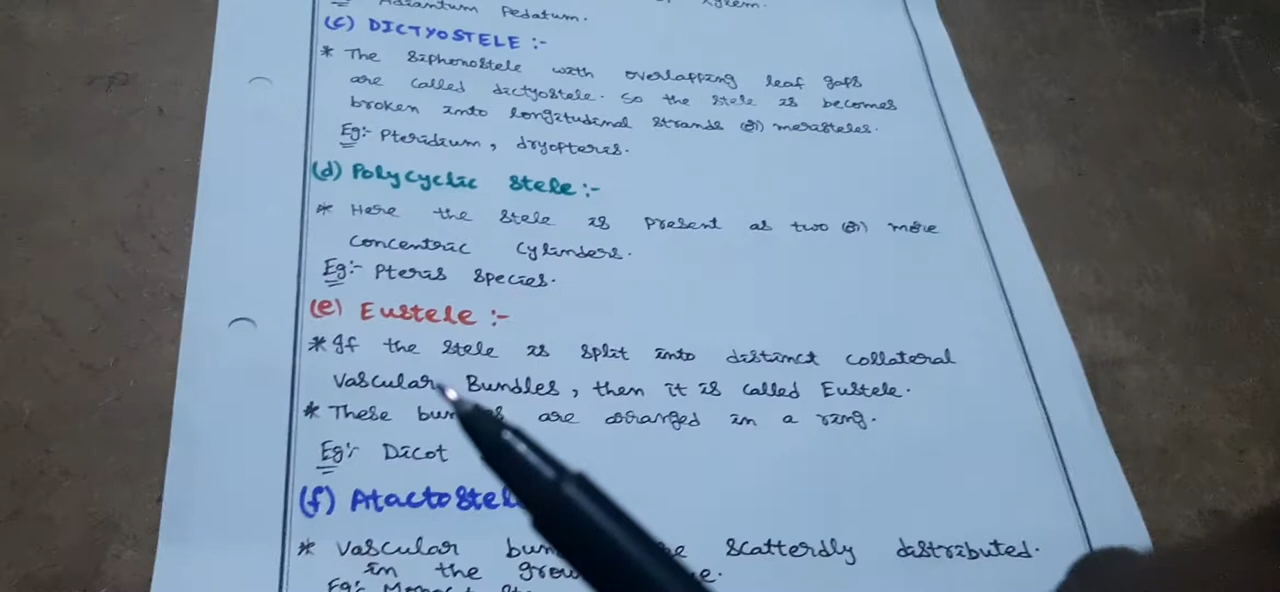 Adiantum Pedatum.
(c) DICTYOSTELE :-
* The Siphonostele with overlapping leaf gaps
are called dictyostele. So the stele is becomes
broken into longitudinal strands (or) meristeles.
Eg:- Pteridium, dryopteris.
(d) Polycyclic Stele :-
* Here the stele is present as two (or) more
concentric cylinders.
Eg:- Pteris species.
(e) Eustele :-
* If the stele is split into distinct collateral
Vascular Bundles, then it is called Eustele.
* These are arranged in a ring.
Eg:- Dicot
(f)
* Vascular scatterdly distributed.
in the
Eg:-